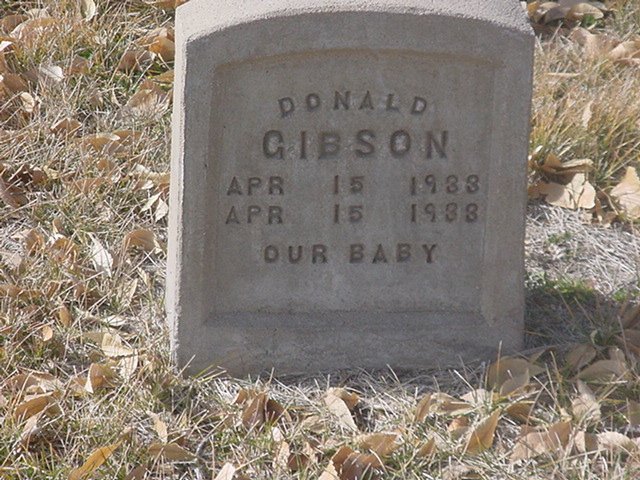 DONALD
GIBSON
APR 15 1933
APR 15 1933
OUR BABY